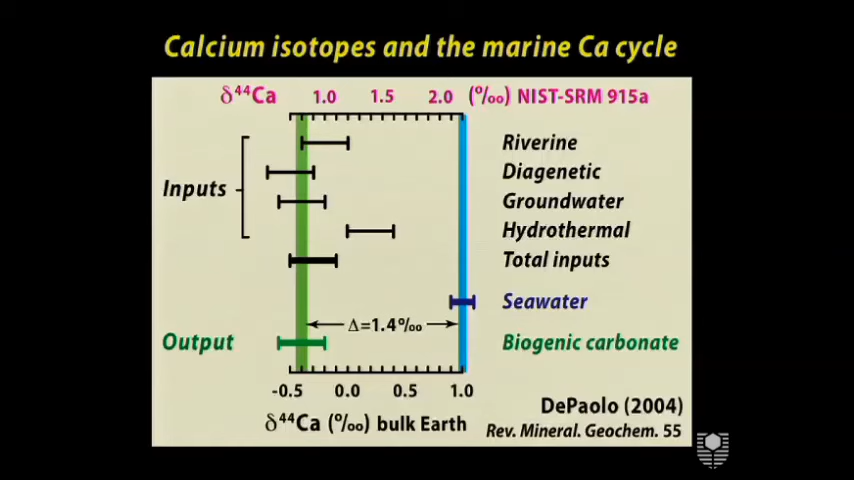 Calcium isotopes and the marine Ca cycle
δ⁴⁴Ca 1.0 1.5 2.0 (‰) NIST-SRM 915a
Inputs
Riverine
Diagenetic
Groundwater
Hydrothermal
Total inputs
Seawater
Δ=1.4‰
Output
Biogenic carbonate
-0.5 0.0 0.5 1.0
δ⁴⁴Ca (‰) bulk Earth
DePaolo (2004)
Rev. Mineral. Geochem. 55